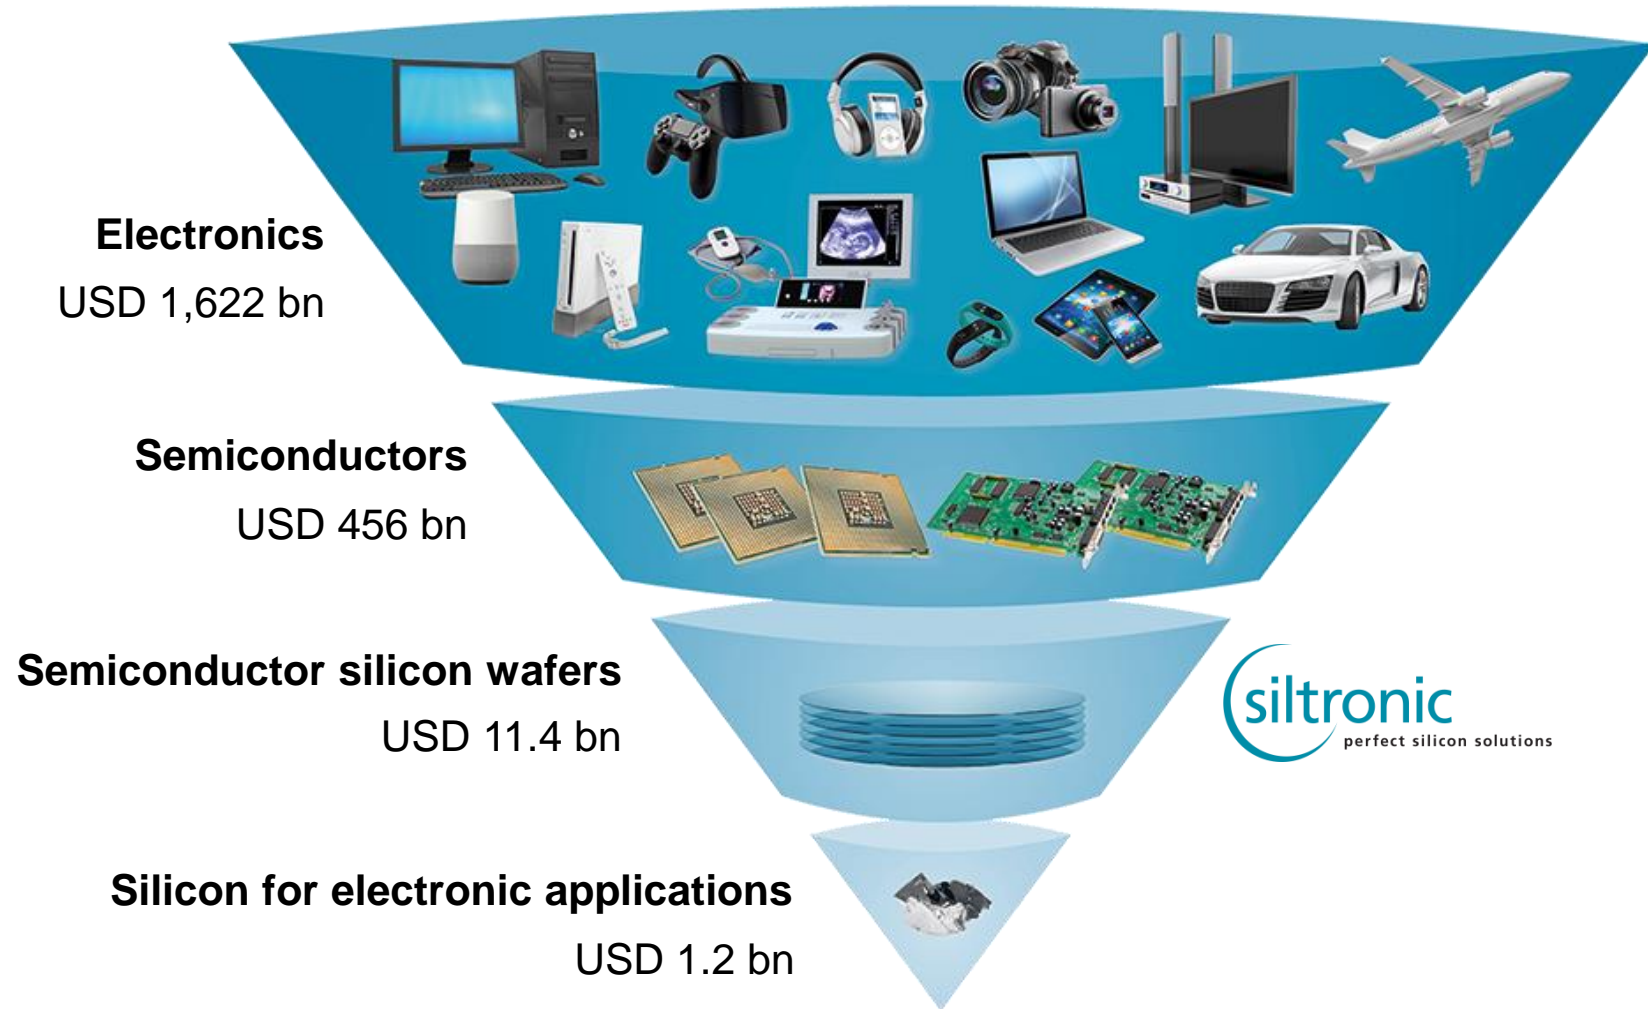 Electronics
USD 1,622 bn
Semiconductors
USD 456 bn
Semiconductor silicon wafers
USD 11.4 bn
siltronic
perfect silicon solutions
Silicon for electronic applications
USD 1.2 bn